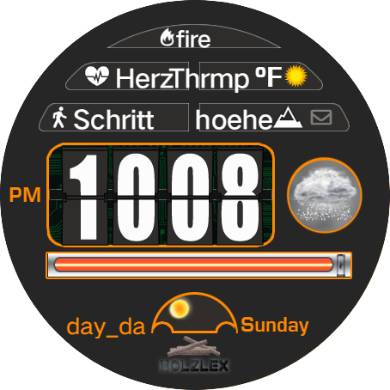 fire
HerzThrmp ºF
Schritt hoehe
PM 1008
day_da Sunday
HOLZLEX